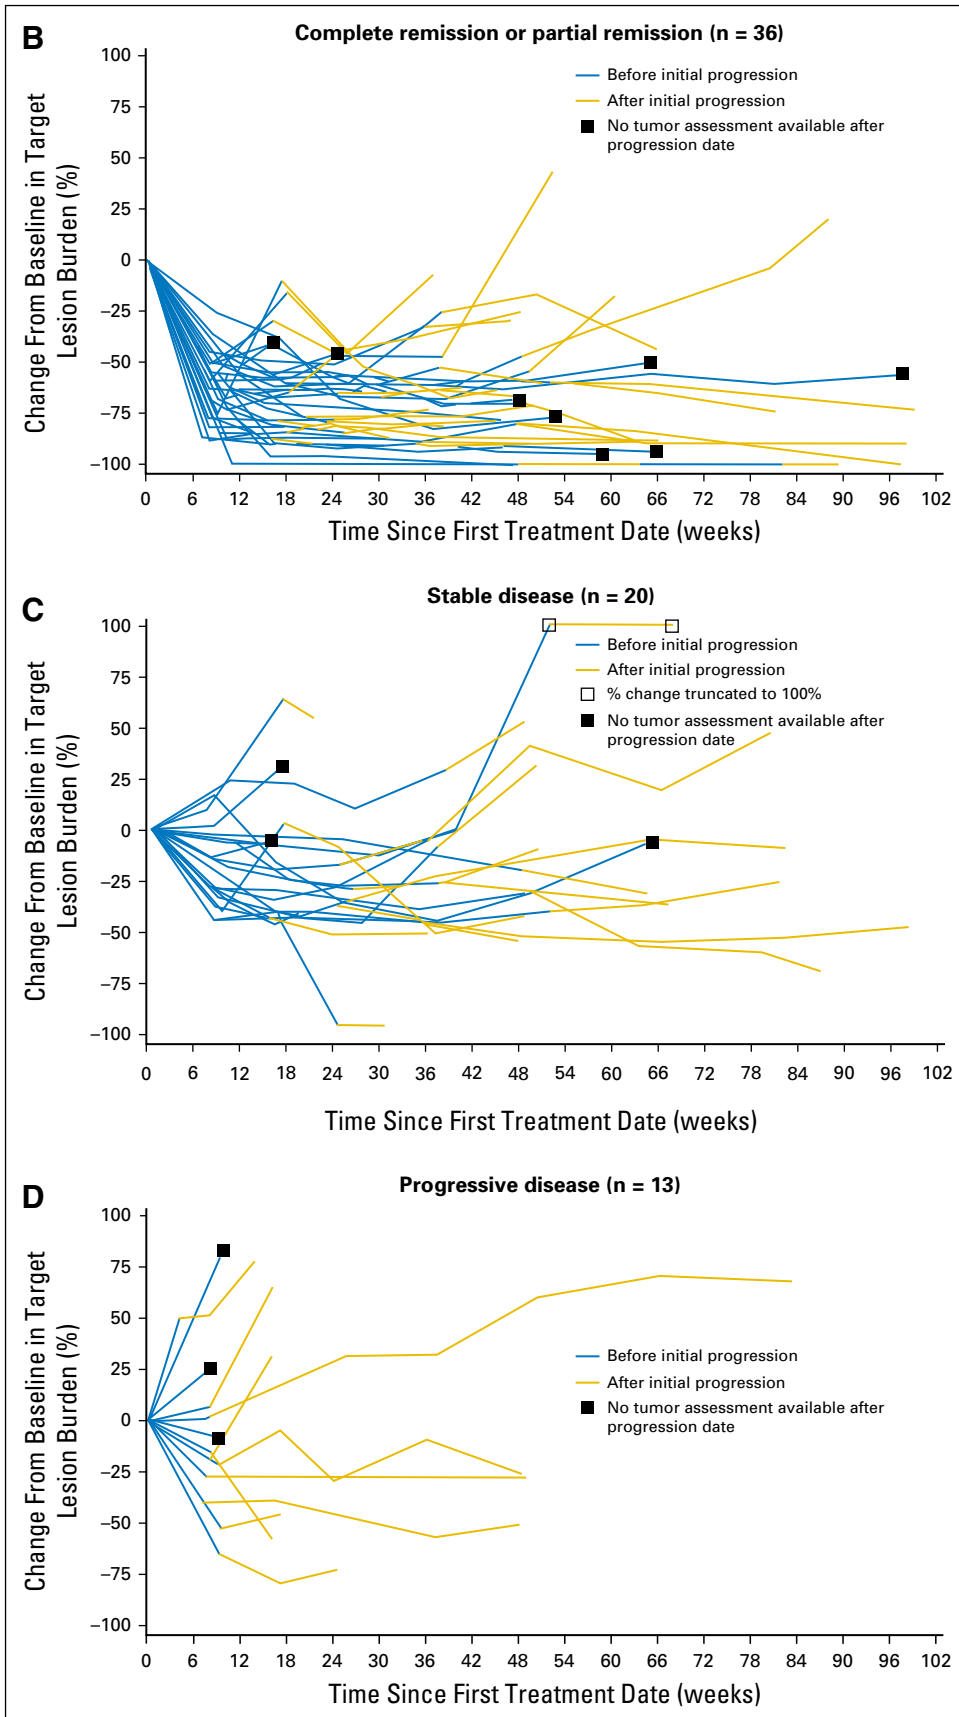 B
Complete remission or partial remission (n = 36)
Change From Baseline in Target
Lesion Burden (%)
100
75
50
25
0
–25
–50
–75
–100
Before initial progression
After initial progression
No tumor assessment available after
progression date
0 6 12 18 24 30 36 42 48 54 60 66 72 78 84 90 96 102
Time Since First Treatment Date (weeks)
C
Stable disease (n = 20)
Change From Baseline in Target
Lesion Burden (%)
100
75
50
25
0
–25
–50
–75
–100
Before initial progression
After initial progression
% change truncated to 100%
No tumor assessment available after
progression date
0 6 12 18 24 30 36 42 48 54 60 66 72 78 84 90 96 102
Time Since First Treatment Date (weeks)
D
Progressive disease (n = 13)
Change From Baseline in Target
Lesion Burden (%)
100
75
50
25
0
–25
–50
–75
–100
Before initial progression
After initial progression
No tumor assessment available after
progression date
0 6 12 18 24 30 36 42 48 54 60 66 72 78 84 90 96 102
Time Since First Treatment Date (weeks)